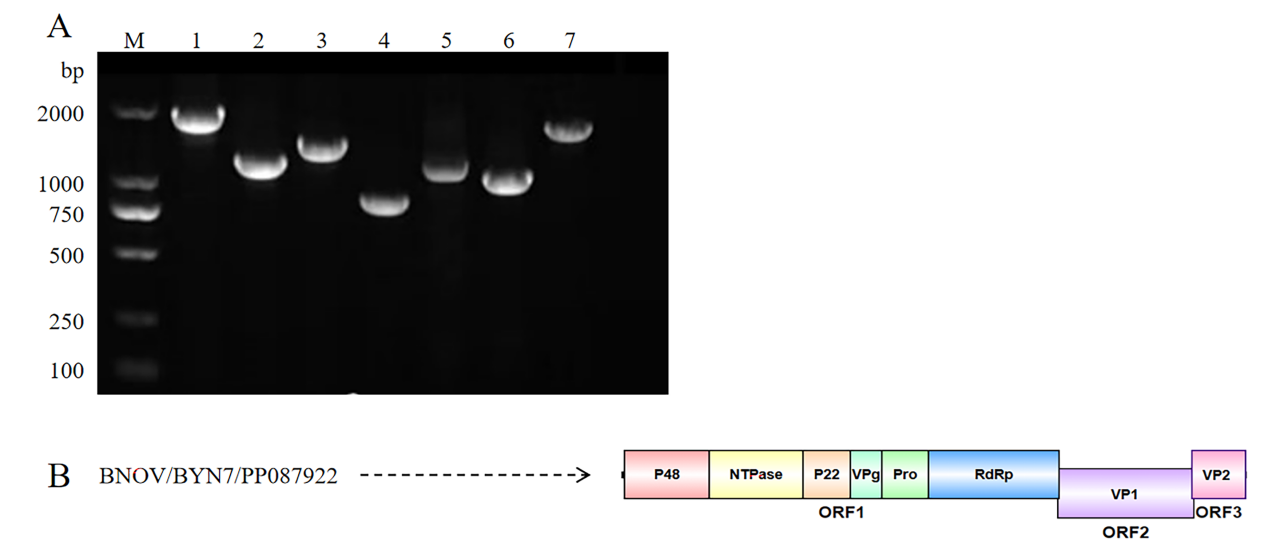 A
M 1 2 3 4 5 6 7
bp
2000
1000
750
500
250
100
B BNOV/BYN7/PP087922
P48 NTPase P22 VPg Pro RdRp VP1 VP2
ORF1 ORF3
ORF2